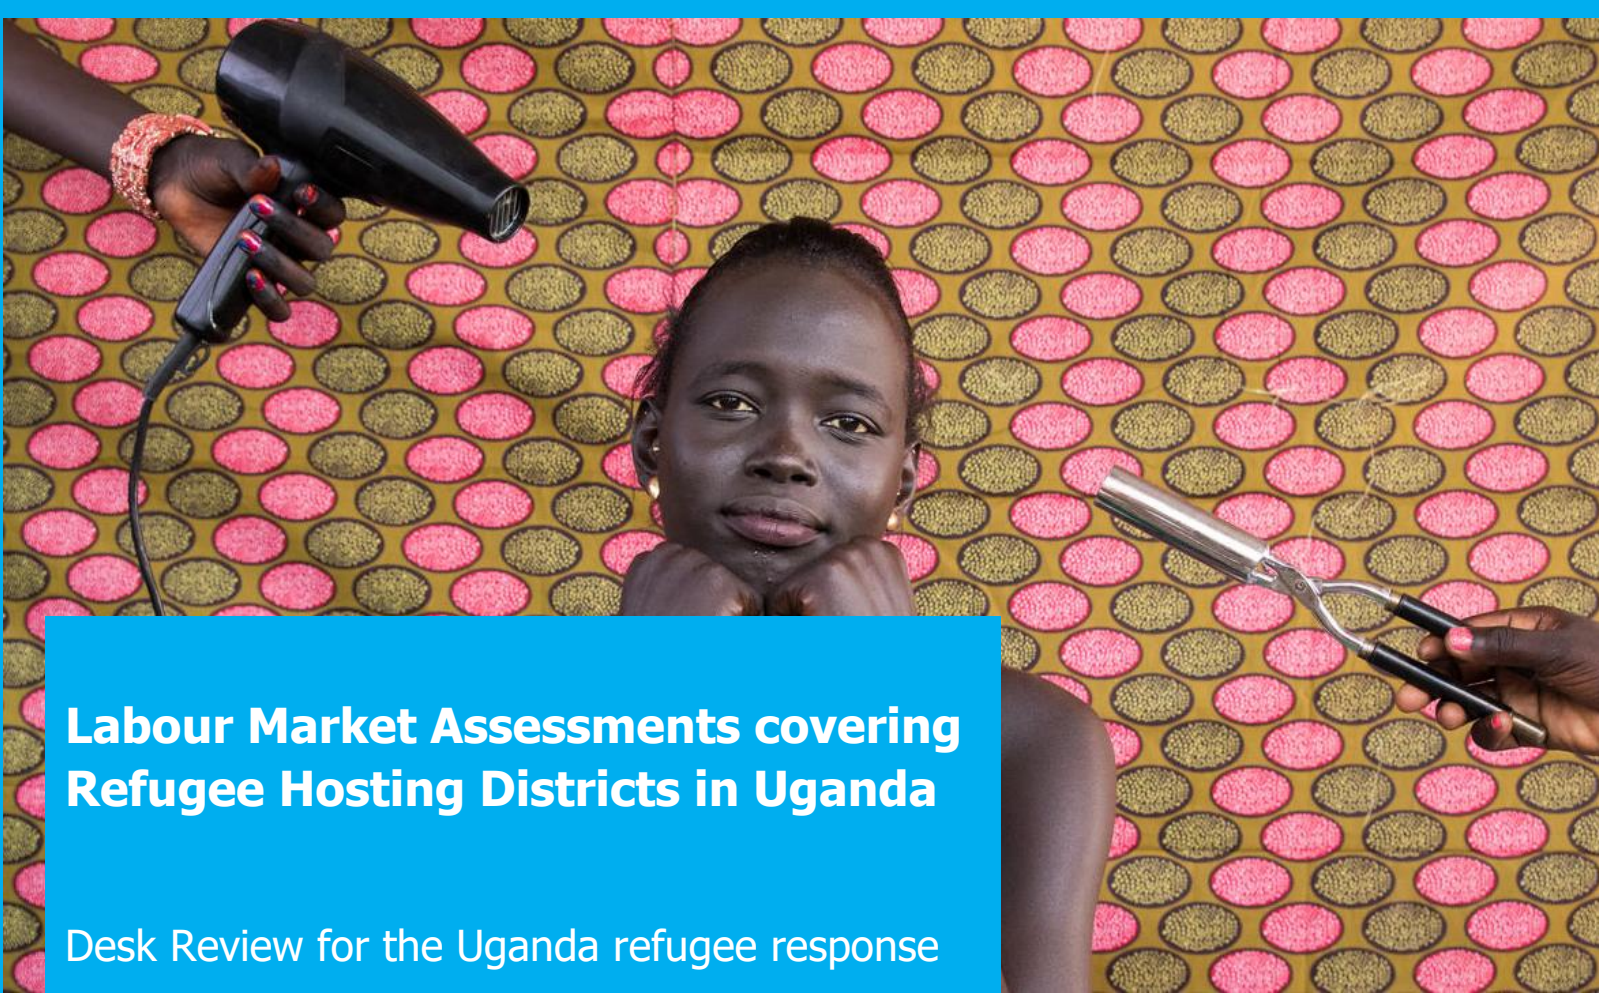 Labour Market Assessments covering
Refugee Hosting Districts in Uganda
Desk Review for the Uganda refugee response